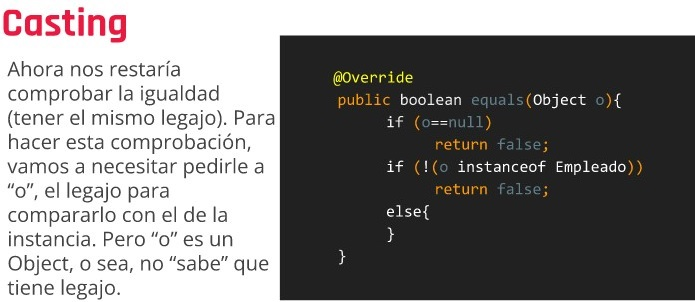 Casting
Ahora nos restaría
comprobar la igualdad
(tener el mismo legajo). Para
hacer esta comprobación,
vamos a necesitar pedirle a
“o”, el legajo para
compararlo con el de la
instancia. Pero “o” es un
Object, o sea, no “sabe” que
tiene legajo.
@Override
public boolean equals(Object o){
if (o==null)
return false;
if (!(o instanceof Empleado))
return false;
else{
}
}